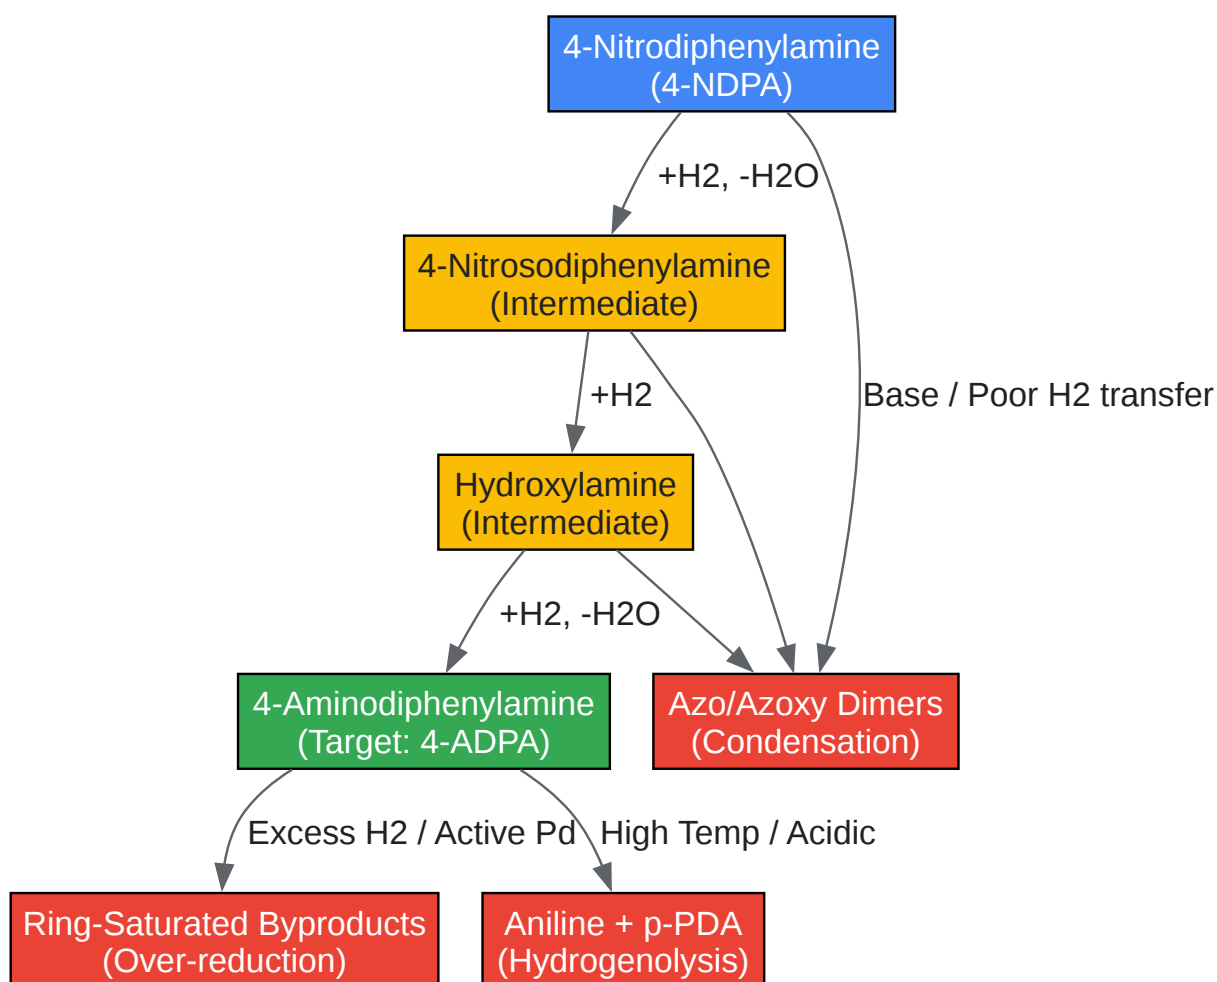 4-Nitrodiphenylamine
(4-NDPA)
+H2, -H2O
4-Nitrosodiphenylamine
(Intermediate)
+H2
Base / Poor H2 transfer
Hydroxylamine
(Intermediate)
+H2, -H2O
4-Aminodiphenylamine
(Target: 4-ADPA)
Azo/Azoxy Dimers
(Condensation)
Excess H2 / Active Pd
High Temp / Acidic
Ring-Saturated Byproducts
(Over-reduction)
Aniline + p-PDA
(Hydrogenolysis)